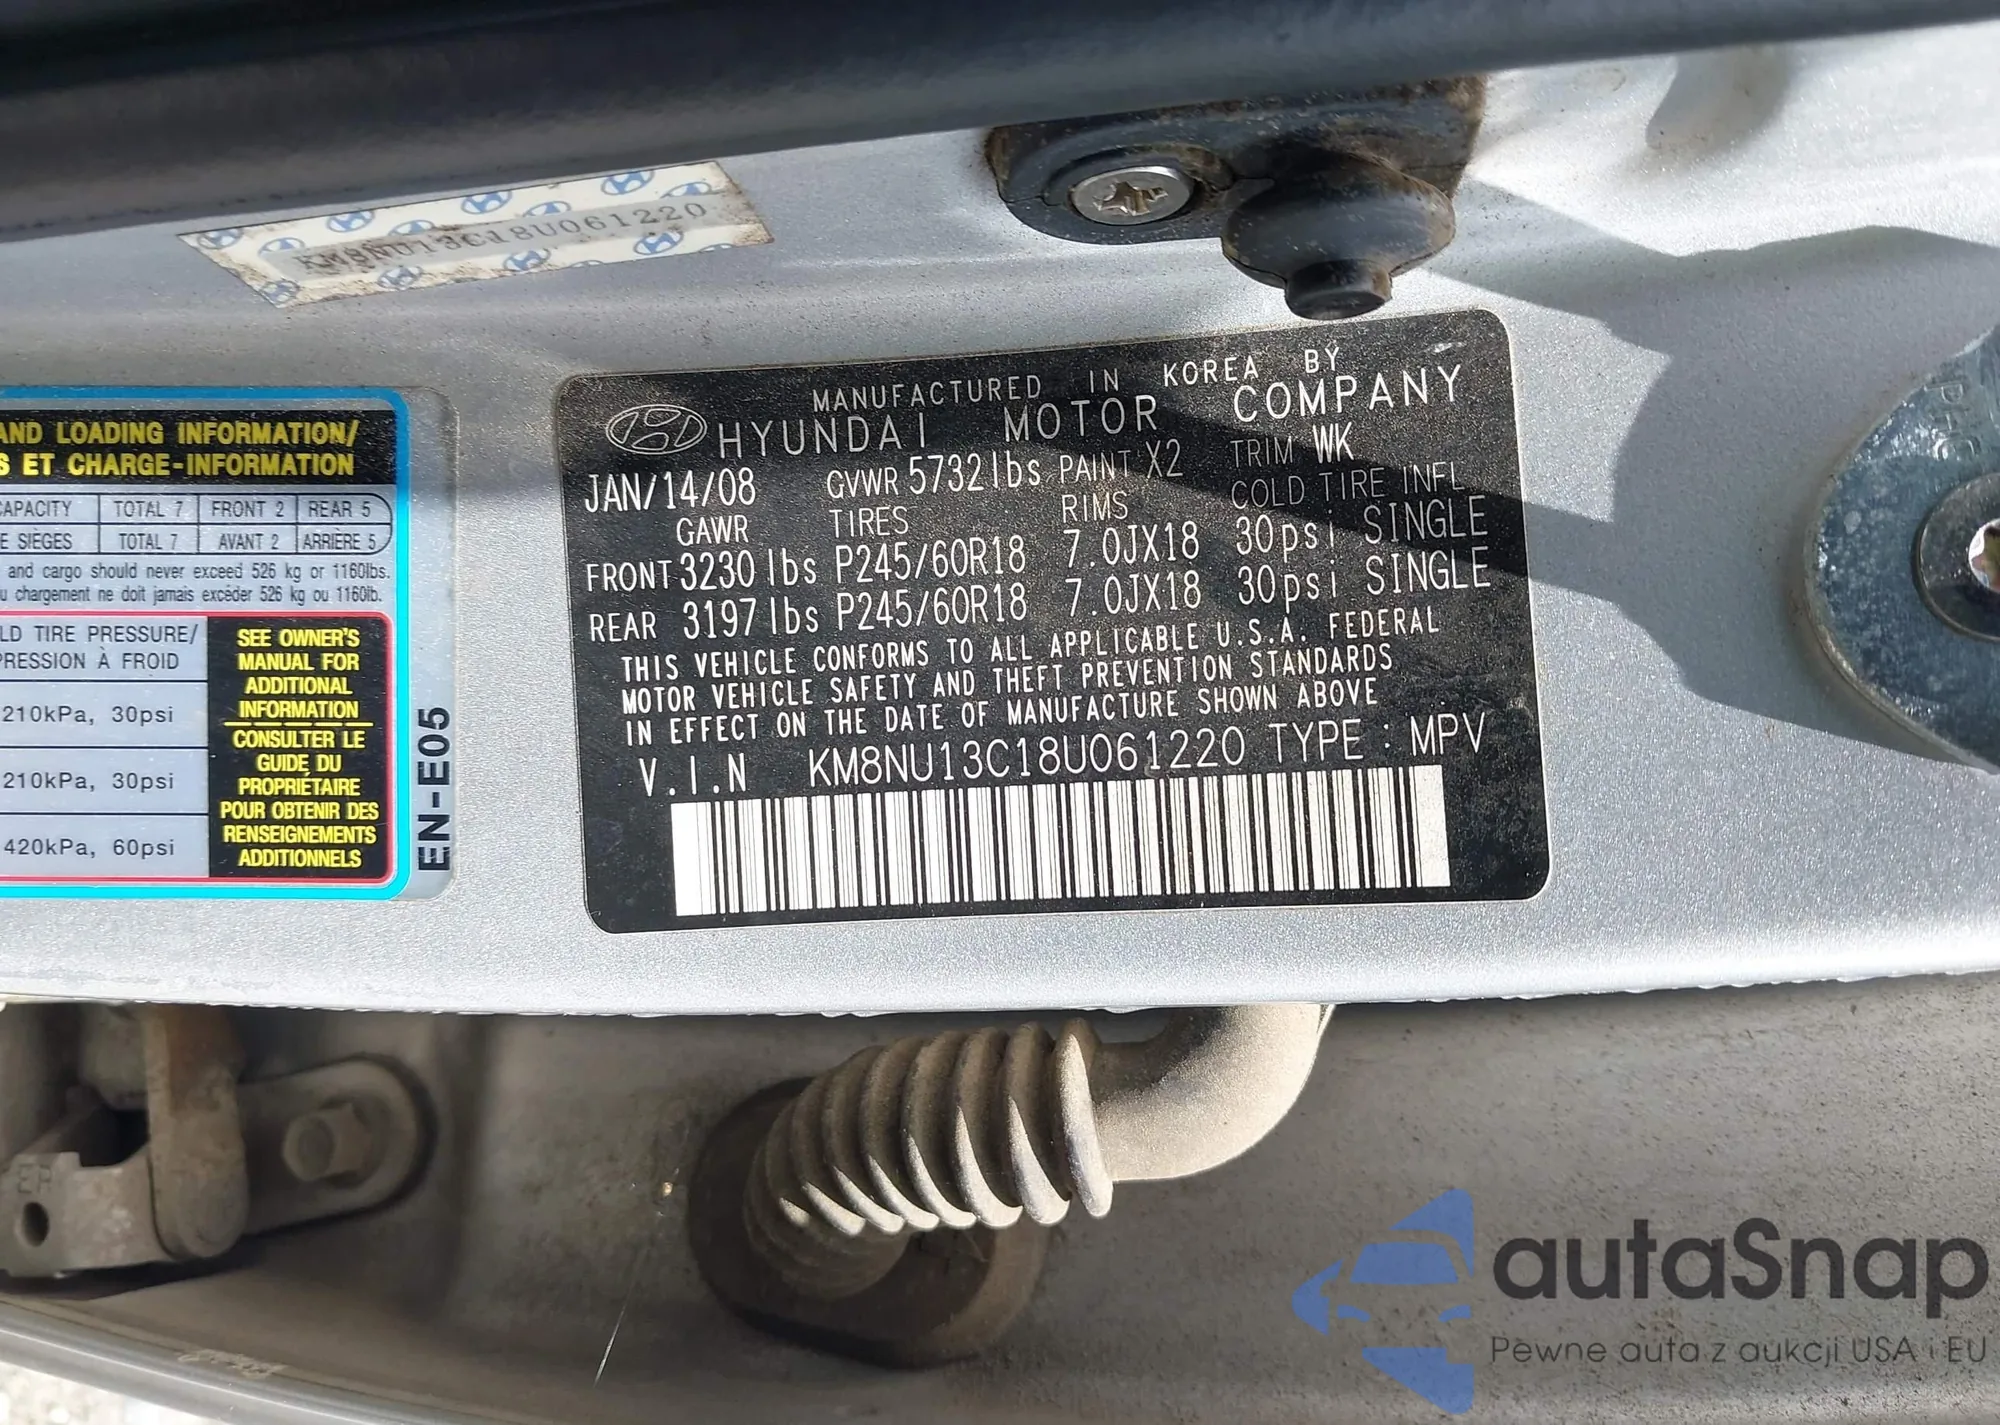 KM8NU13C18U061220
MANUFACTURED IN KOREA BY
HYUNDAI MOTOR COMPANY
JAN/14/08 GVWR 5732lbs PAINT X2 TRIM WK
GAWR TIRES RIMS COLD TIRE INFL
FRONT 3230lbs P245/60R18 7.0JX18 30psi SINGLE
REAR 3197lbs P245/60R18 7.0JX18 30psi SINGLE
THIS VEHICLE CONFORMS TO ALL APPLICABLE U.S.A. FEDERAL
MOTOR VEHICLE SAFETY AND THEFT PREVENTION STANDARDS
IN EFFECT ON THE DATE OF MANUFACTURE SHOWN ABOVE
V.I.N KM8NU13C18U061220 TYPE : MPV
AND LOADING INFORMATION/
S ET CHARGE-INFORMATION
CAPACITY TOTAL 7 FRONT 2 REAR 5
E SIÈGES TOTAL 7 AVANT 2 ARRIÈRE 5
and cargo should never exceed 526 kg or 1160lbs.
u chargement ne doit jamais excéder 526 kg ou 1160lb.
LD TIRE PRESSURE/
PRESSION À FROID
210kPa, 30psi
210kPa, 30psi
420kPa, 60psi
SEE OWNER'S
MANUAL FOR
ADDITIONAL
INFORMATION
CONSULTER LE
GUIDE DU
PROPRIÉTAIRE
POUR OBTENIR DES
RENSEIGNEMENTS
ADDITIONNELS
EN-E05
autaSnap
Pewne auta z aukcji USA i EU